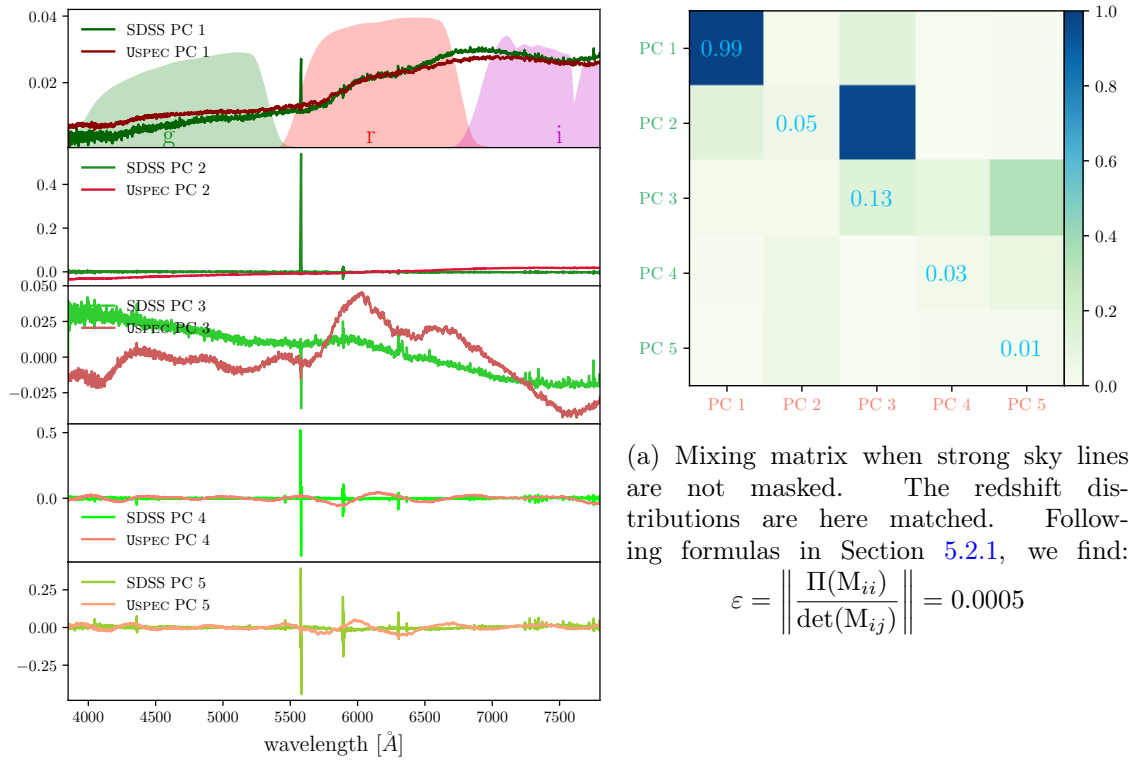 SDSS PC 1
USPEC PC 1
g
r
i
0.04
0.02
SDSS PC 2
USPEC PC 2
0.4
0.2
0.0
SDSS PC 3
USPEC PC 3
0.050
0.025
0.000
−0.025
SDSS PC 4
USPEC PC 4
0.5
0.0
SDSS PC 5
USPEC PC 5
0.25
0.00
−0.25
4000 4500 5000 5500 6000 6500 7000 7500
wavelength [Å]
PC 1
PC 2
PC 3
PC 4
PC 5
0.99
0.05
0.13
0.03
0.01
PC 1 PC 2 PC 3 PC 4 PC 5
1.0
0.8
0.6
0.4
0.2
0.0
(a) Mixing matrix when strong sky lines
are not masked. The redshift dis-
tributions are here matched. Follow-
ing formulas in Section 5.2.1, we find:
ε = ‖Π(M_{ii}) / det(M_{ij})‖ = 0.0005